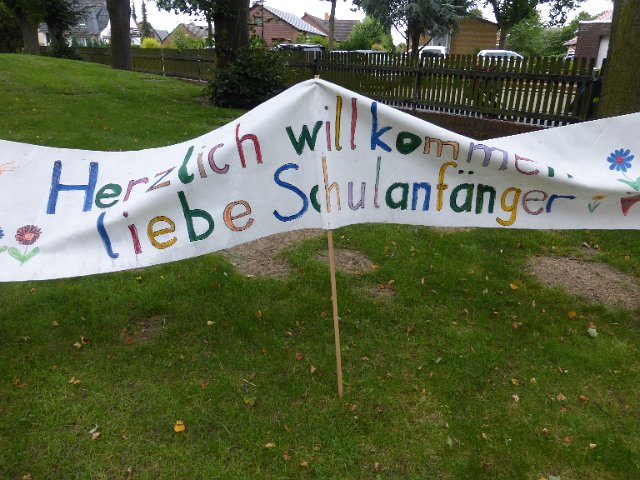 Herzlich willkommen
liebe Schulanfänger